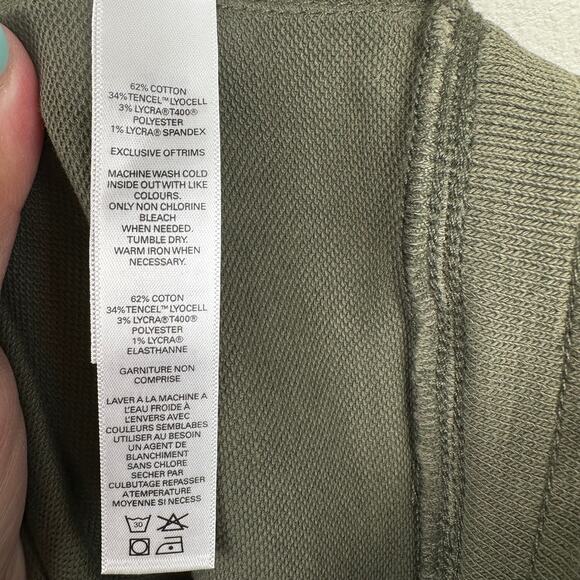 62% COTTON
34% TENCEL™ LYOCELL
3% LYCRA® T400®
POLYESTER
1% LYCRA® SPANDEX
EXCLUSIVE OF TRIMS
MACHINE WASH COLD
INSIDE OUT WITH LIKE
COLOURS.
ONLY NON CHLORINE
BLEACH
WHEN NEEDED.
TUMBLE DRY.
WARM IRON WHEN
NECESSARY.
62% COTON
34% TENCEL™ LYOCELL
3% LYCRA® T400®
POLYESTER
1% LYCRA®
ELASTHANNE
GARNITURE NON
COMPRISE
LAVER A LA MACHINE A
L'EAU FROIDE À
L'ENVERS AVEC
COULEURS SEMBLABES
UTILISER AU BESOIN
UN AGENT DE
BLANCHIMENT
SANS CHLORE
SECHER PAR
CULBUTAGE REPASSER
A TEMPERATURE
MOYENNE SI NECESS
30